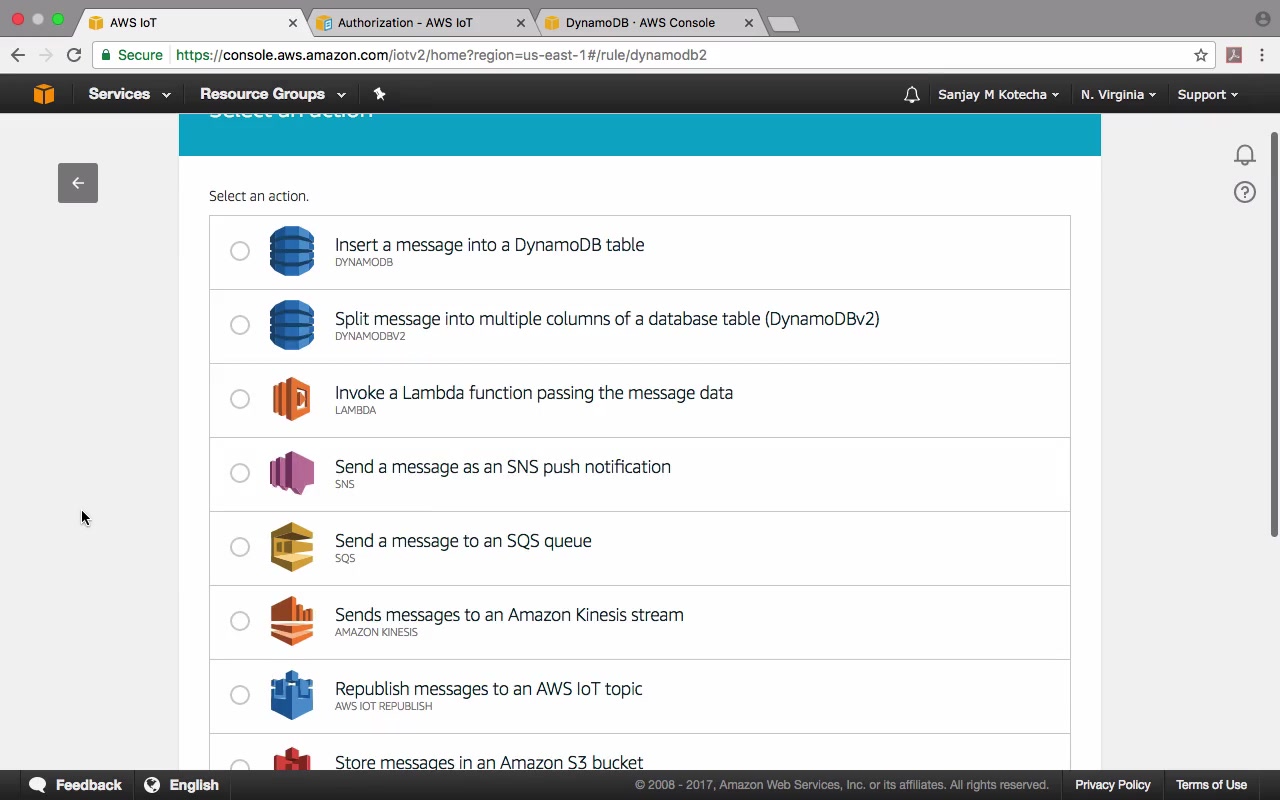 AWS IoT
Authorization - AWS IoT
DynamoDB · AWS Console
Secure
https://console.aws.amazon.com/iotv2/home?region=us-east-1#/rule/dynamodb2
Services
Resource Groups
Sanjay M Kotecha
N. Virginia
Support
Select an action
Select an action.
Insert a message into a DynamoDB table
DYNAMODB
Split message into multiple columns of a database table (DynamoDBv2)
DYNAMODBV2
Invoke a Lambda function passing the message data
LAMBDA
Send a message as an SNS push notification
SNS
Send a message to an SQS queue
SQS
Sends messages to an Amazon Kinesis stream
AMAZON KINESIS
Republish messages to an AWS IoT topic
AWS IOT REPUBLISH
Store messages in an Amazon S3 bucket
Feedback
English
© 2008 - 2017, Amazon Web Services, Inc. or its affiliates. All rights reserved.
Privacy Policy
Terms of Use